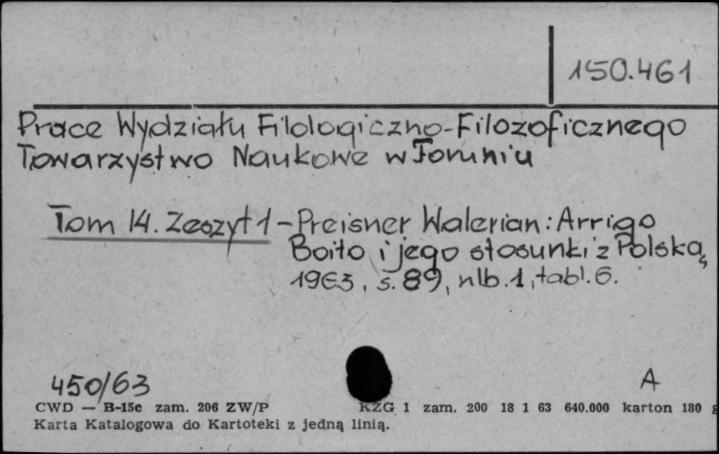 150.461
Prace Wydziału Filologiczno-Filozoficznego
Towarzystwo Naukowe w Toruniu
Tom 14. Zeszyt 1 - Preisner Walerian: Arrigo
Boito i jego stosunki z Polską,
1963, s. 89, nlb. 1, tabl. 6.
450/63 A
CWD — B-15c zam. 206 ZW/P KZG 1 zam. 200 18 1 63 640.000 karton 180 g
Karta Katalogowa do Kartoteki z jedną linią.